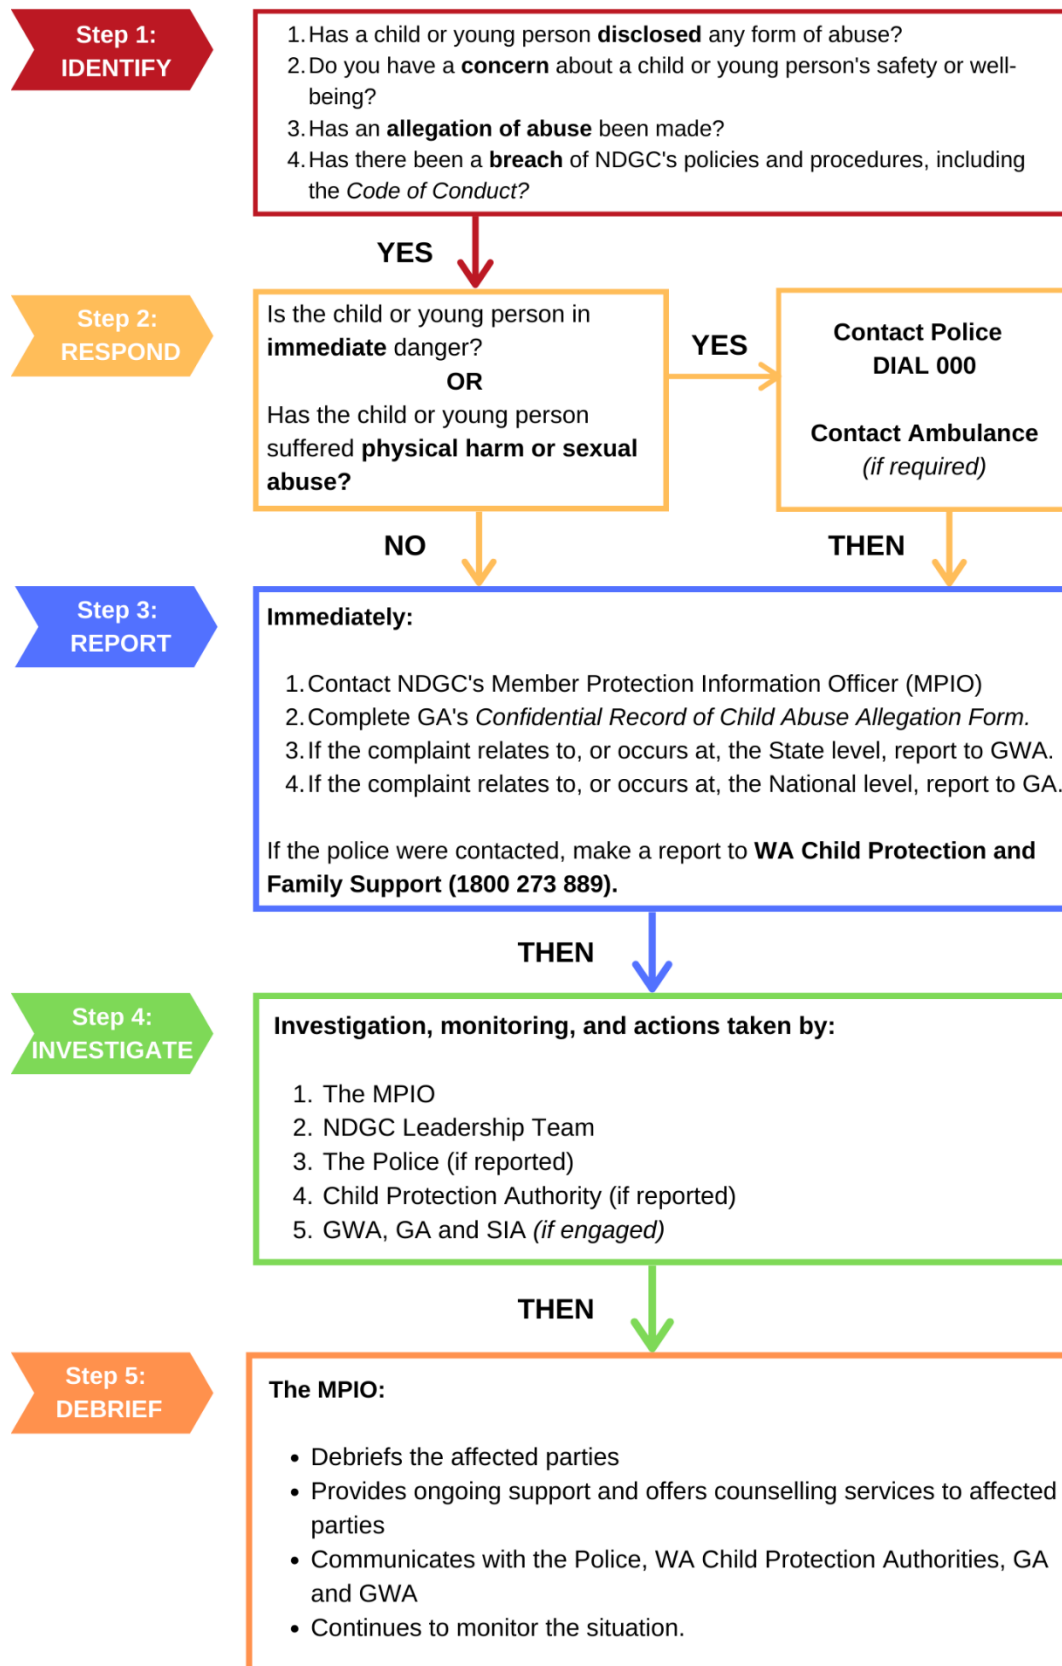 Step 1:
IDENTIFY
1. Has a child or young person disclosed any form of abuse?
2. Do you have a concern about a child or young person's safety or well-
being?
3. Has an allegation of abuse been made?
4. Has there been a breach of NDGC's policies and procedures, including
the Code of Conduct?
YES
Step 2:
RESPOND
Is the child or young person in
immediate danger?
OR
Has the child or young person
suffered physical harm or sexual
abuse?
YES
Contact Police
DIAL 000
Contact Ambulance
(if required)
NO
THEN
Step 3:
REPORT
Immediately:
1. Contact NDGC's Member Protection Information Officer (MPIO)
2. Complete GA's Confidential Record of Child Abuse Allegation Form.
3. If the complaint relates to, or occurs at, the State level, report to GWA.
4. If the complaint relates to, or occurs at, the National level, report to GA.
If the police were contacted, make a report to WA Child Protection and
Family Support (1800 273 889).
THEN
Step 4:
INVESTIGATE
Investigation, monitoring, and actions taken by:
1. The MPIO
2. NDGC Leadership Team
3. The Police (if reported)
4. Child Protection Authority (if reported)
5. GWA, GA and SIA (if engaged)
THEN
Step 5:
DEBRIEF
The MPIO:
• Debriefs the affected parties
• Provides ongoing support and offers counselling services to affected
parties
• Communicates with the Police, WA Child Protection Authorities, GA
and GWA
• Continues to monitor the situation.